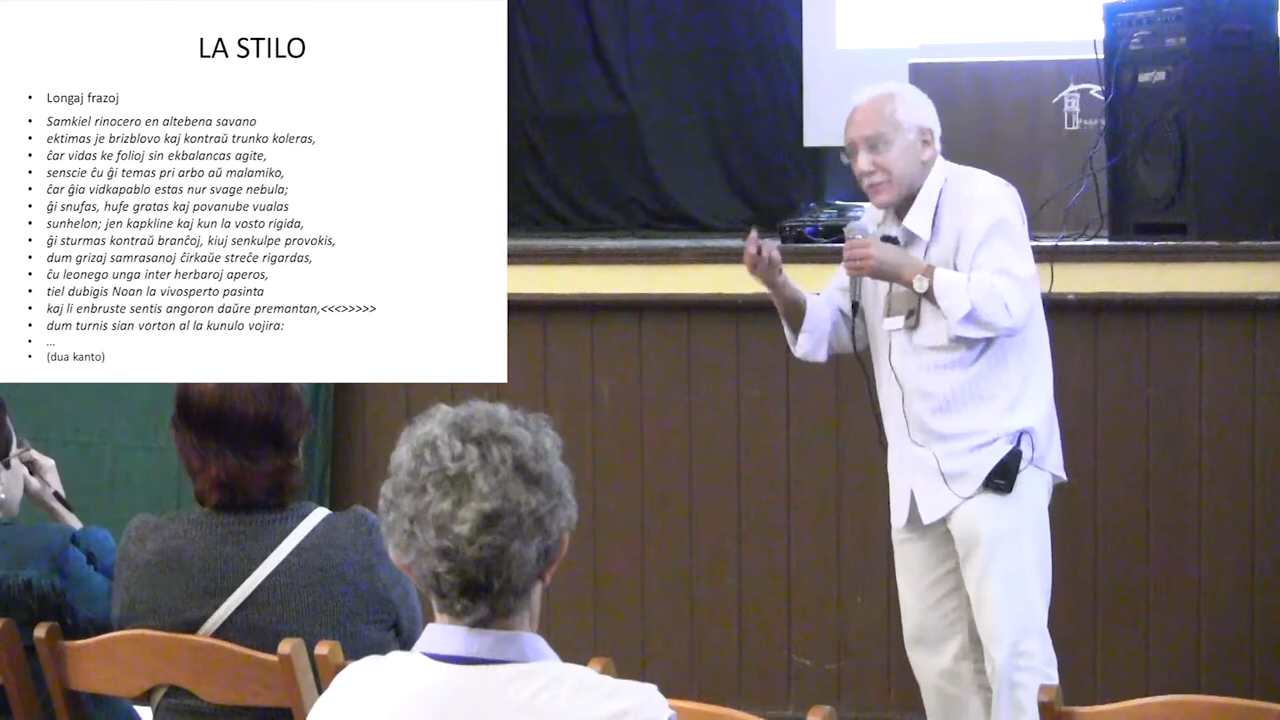 LA STILO
• Longaj frazoj
• Samkiel rinocero en altebena savano
• ektimas je brizblovo kaj kontraŭ trunko koleras,
• ĉar vidas ke folioj sin ekbalancas agite,
• senscie ĉu ĝi temas pri arbo aŭ malamiko,
• ĉar ĝia vidkapablo estas nur svage nebula;
• ĝi snufas, hufe gratas kaj povanube vualas
• sunhelon; jen kapkline kaj kun la vosto rigida,
• ĝi sturmas kontraŭ branĉoj, kiuj senkulpe provokis,
• dum grizaj samrasanoj ĉirkaŭe streĉe rigardas,
• ĉu leonego unga inter herbaroj aperos,
• tiel dubigis Noan la vivosperto pasinta
• kaj li enbruste sentis angoron daŭre premantan,<<<>>>>>
• dum turnis sian vorton al la kunulo vojira:
• ...
• (dua kanto)